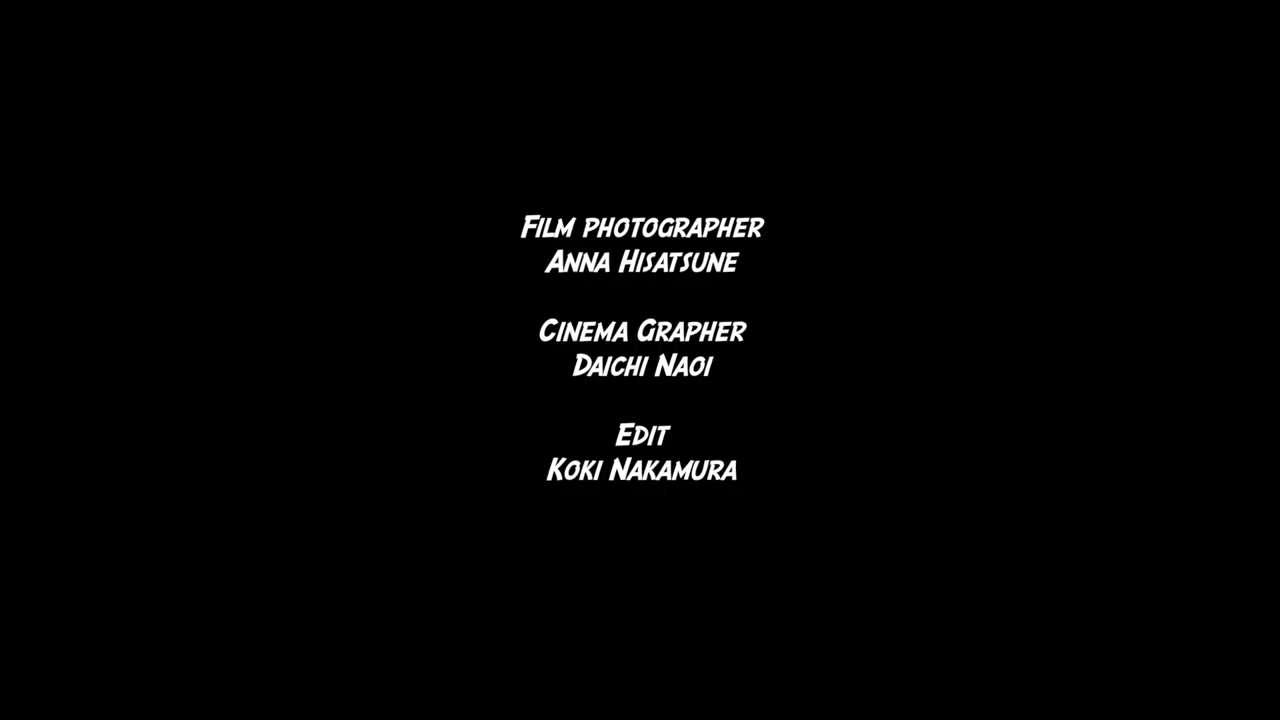 Film photographer
Anna Hisatsune
Cinema Grapher
Daichi Naoi
Edit
Koki Nakamura